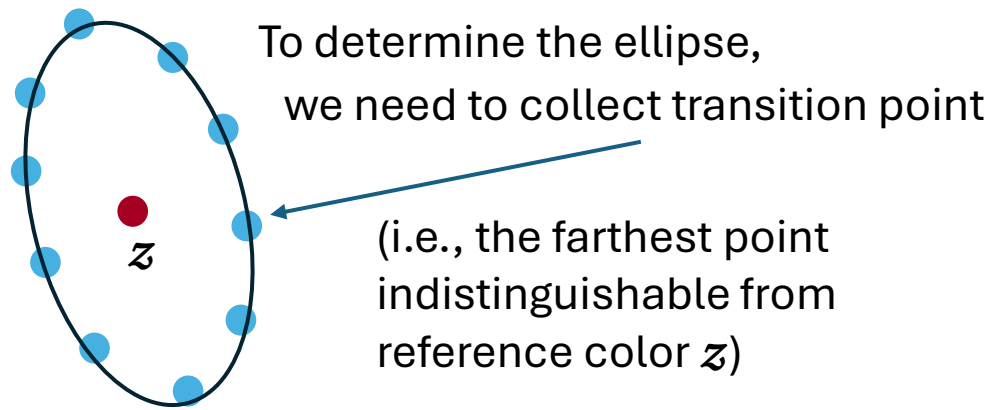 To determine the ellipse,
we need to collect transition point
z
(i.e., the farthest point
indistinguishable from
reference color z)